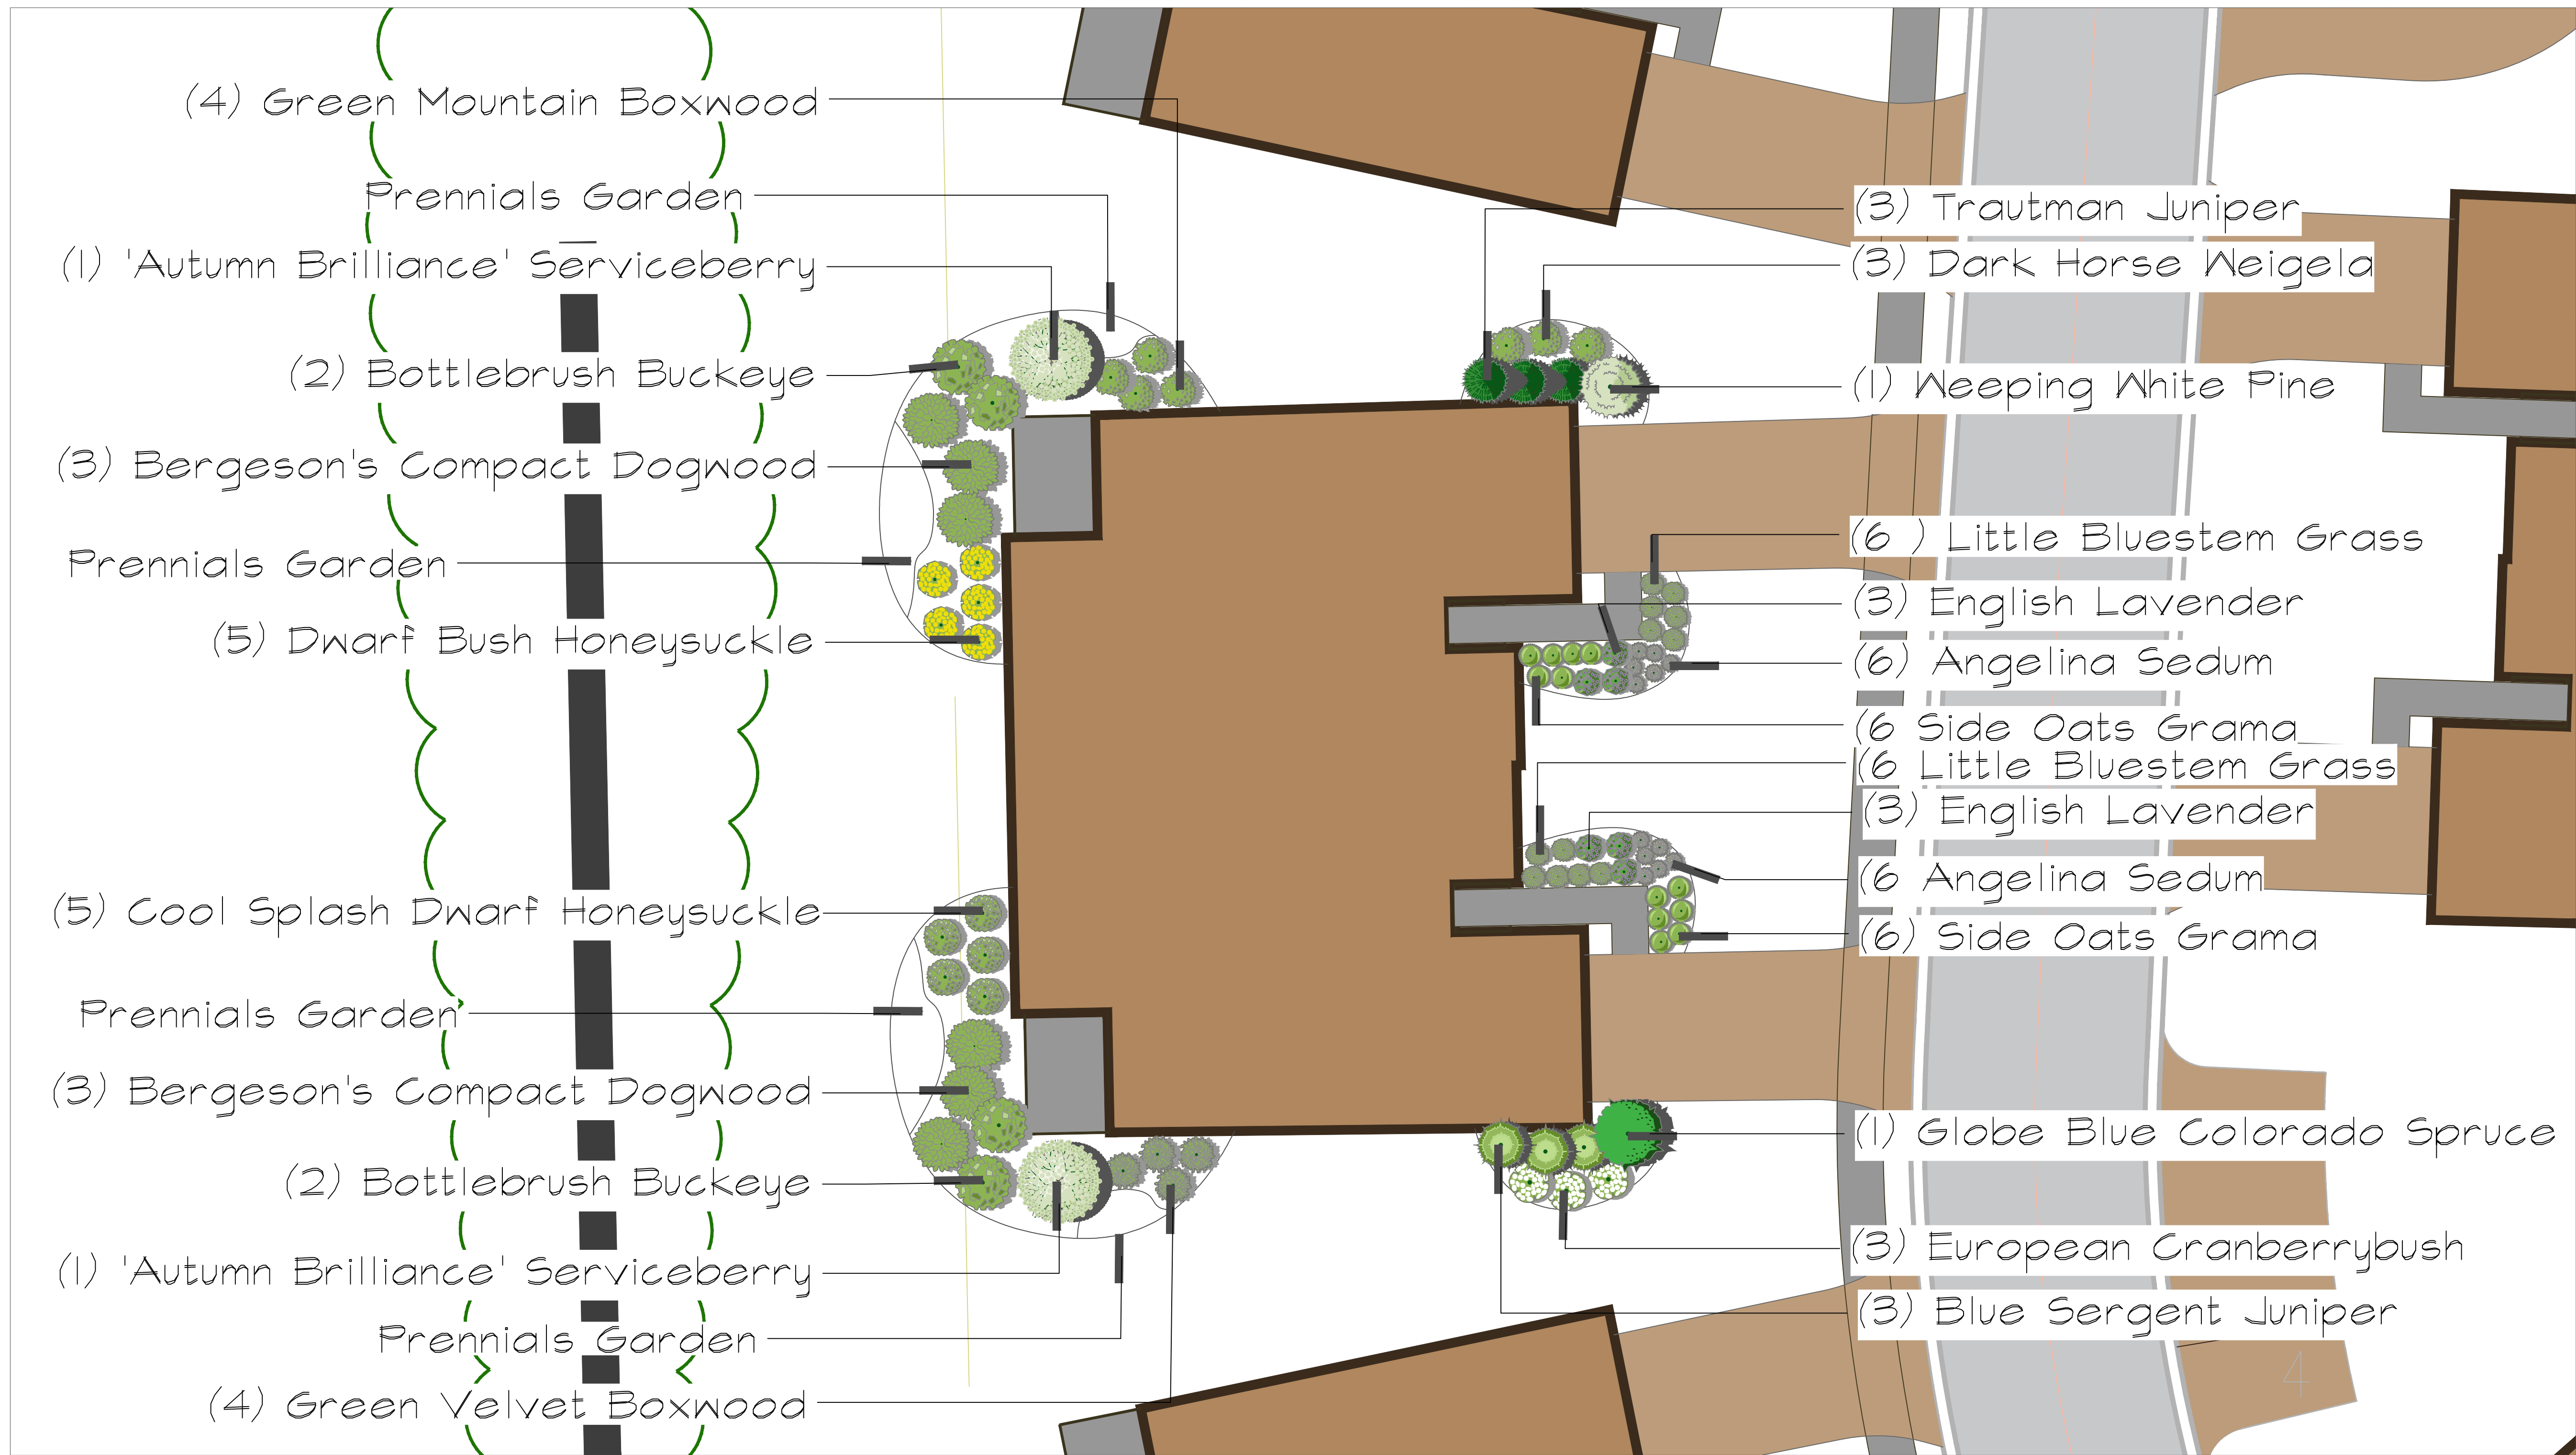 (4) Green Mountain Boxwood
Prennials Garden
(1) 'Autumn Brilliance' Serviceberry
(2) Bottlebrush Buckeye
(3) Bergeson's Compact Dogwood
Prennials Garden
(5) Dwarf Bush Honeysuckle
(5) Cool Splash Dwarf Honeysuckle
Prennials Garden
(3) Bergeson's Compact Dogwood
(2) Bottlebrush Buckeye
(1) 'Autumn Brilliance' Serviceberry
Prennials Garden
(4) Green Velvet Boxwood
(3) Trautman Juniper
(3) Dark Horse Weigela
(1) Weeping White Pine
(6 ) Little Bluestem Grass
(3) English Lavender
(6) Angelina Sedum
(6 Side Oats Grama
(6 Little Bluestem Grass
(3) English Lavender
(6 Angelina Sedum
(6) Side Oats Grama
(1) Globe Blue Colorado Spruce
(3) European Cranberrybush
(3) Blue Sergent Juniper
4